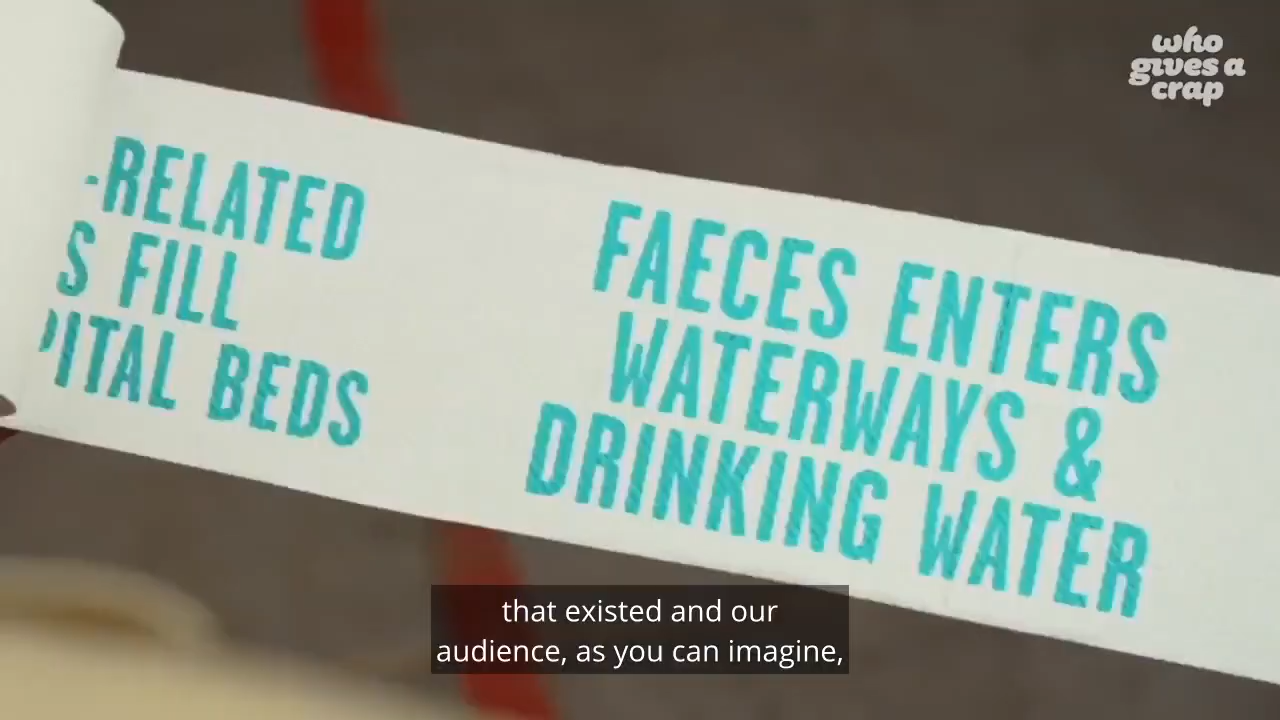 who
gives a
crap
-RELATED
S FILL
PITAL BEDS
FAECES ENTERS
WATERWAYS &
DRINKING WATER
that existed and our
audience, as you can imagine,